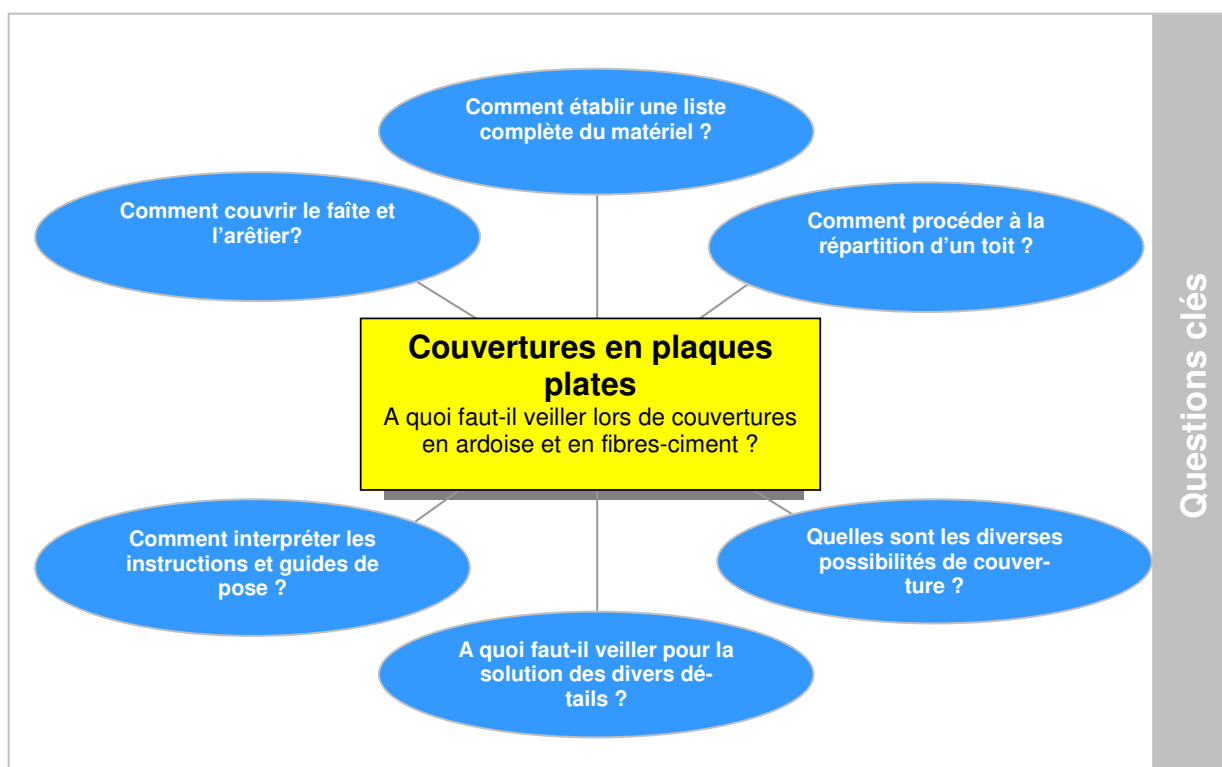 Comment établir une liste
complète du matériel ?
Comment couvrir le faîte et
l'arêtier?
Comment procéder à la
répartition d'un toit ?
Couvertures en plaques
plates
A quoi faut-il veiller lors de couvertures
en ardoise et en fibres-ciment ?
Comment interpréter les
instructions et guides de
pose ?
Quelles sont les diverses
possibilités de couver-
ture ?
A quoi faut-il veiller pour la
solution des divers dé-
tails ?
Questions clés